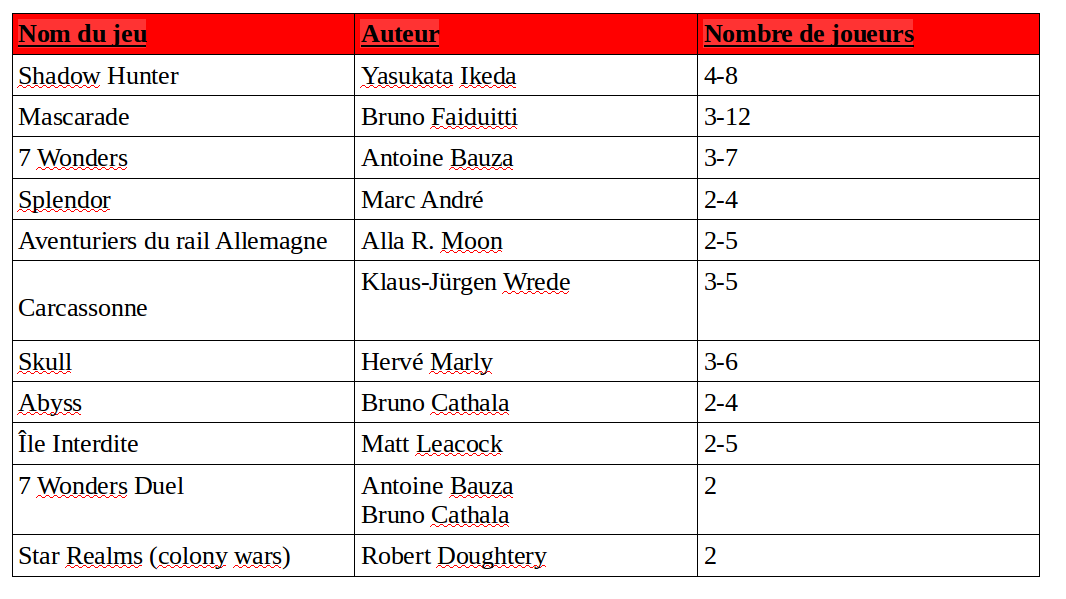 Nom du jeu Auteur Nombre de joueurs
Shadow Hunter Yasukata Ikeda 4-8
Mascarade Bruno Faiduitti 3-12
7 Wonders Antoine Bauza 3-7
Splendor Marc André 2-4
Aventuriers du rail Allemagne Alla R. Moon 2-5
Carcassonne Klaus-Jürgen Wrede 3-5
Skull Hervé Marly 3-6
Abyss Bruno Cathala 2-4
Île Interdite Matt Leacock 2-5
7 Wonders Duel Antoine Bauza 2
Bruno Cathala
Star Realms (colony wars) Robert Doughtery 2